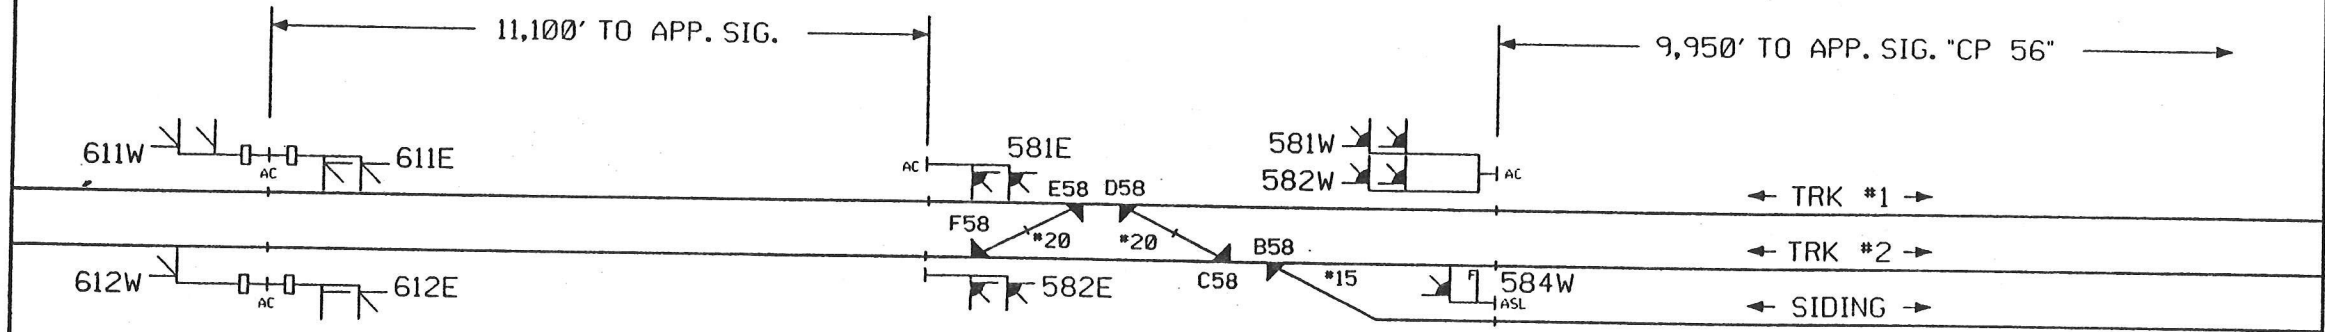 11,100' TO APP. SIG.
9,950' TO APP. SIG. "CP 56"
611W
AC
611E
AC
581E
581W
582W
AC
E58 D58
TRK #1
F58
#20
#20
B58
TRK #2
612W
AC
612E
582E
C58
#15
F
584W
ASL
SIDING